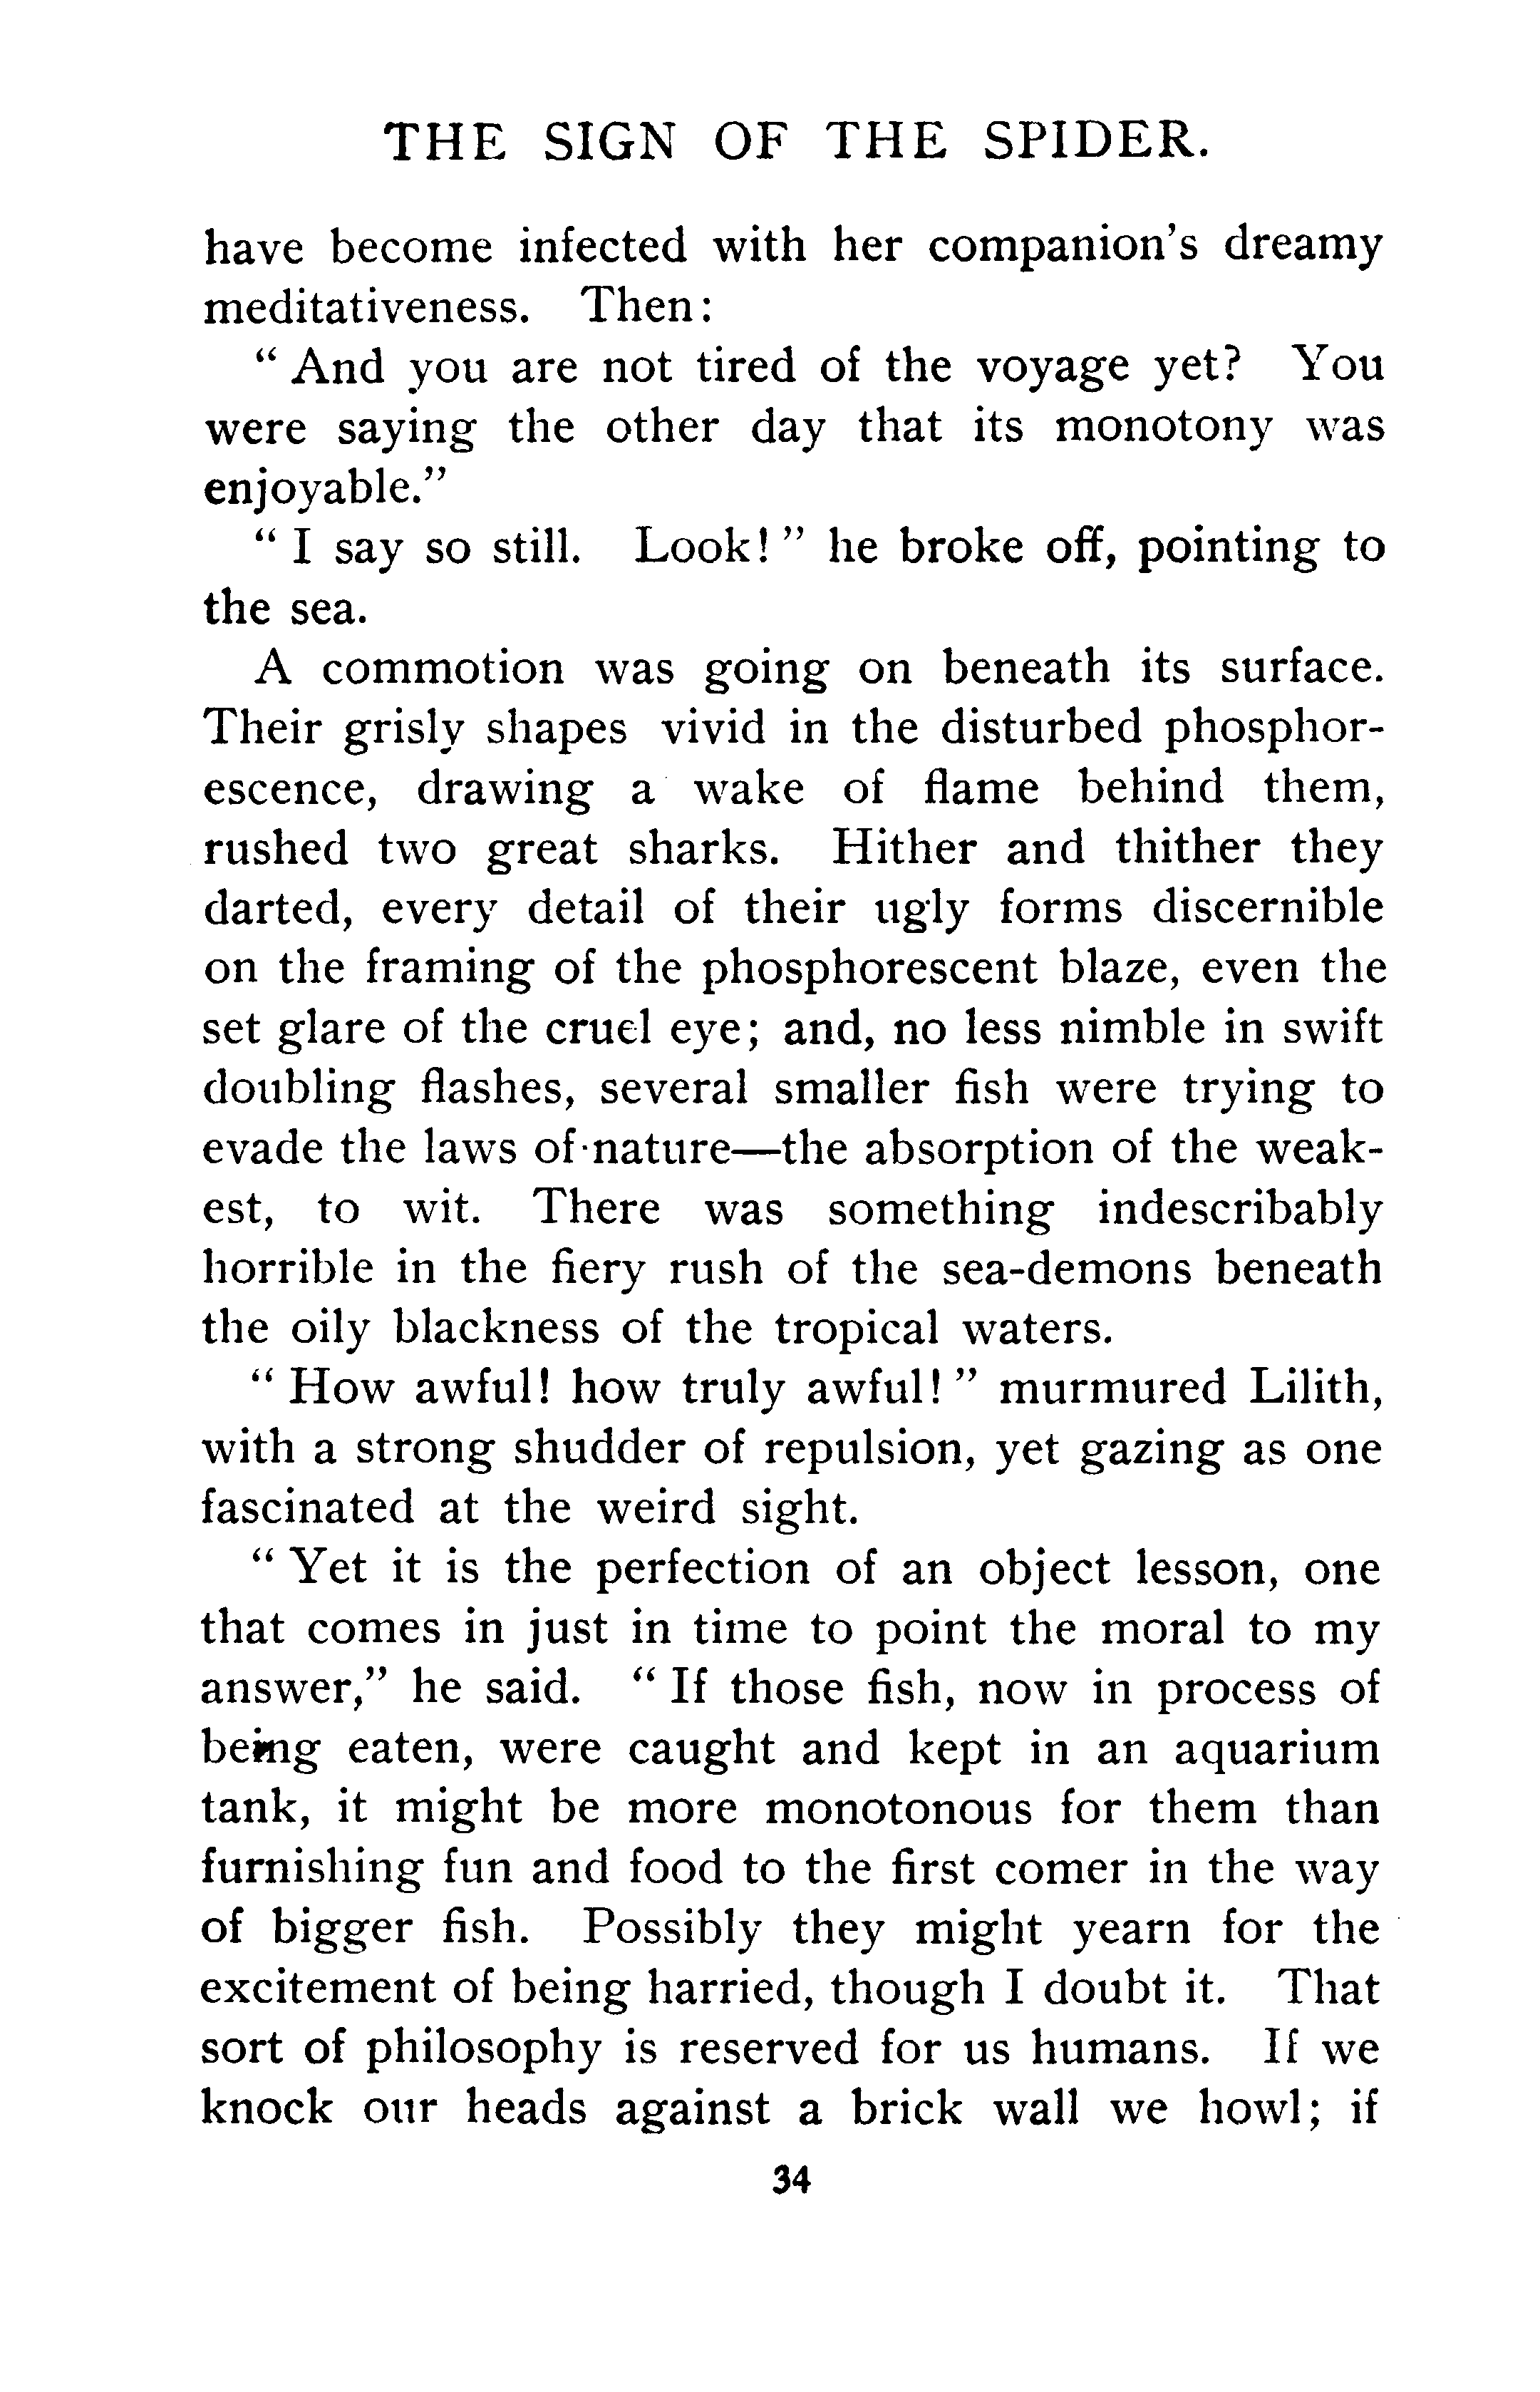 THE SIGN OF THE SPIDER.
have become infected with her companion's dreamy
meditativeness. Then:
“ And you are not tired of the voyage yet? You
were saying the other day that its monotony was
enjoyable.”
“ I say so still. Look! ” he broke off, pointing to
the sea.
A commotion was going on beneath its surface.
Their grisly shapes vivid in the disturbed phosphor-
escence, drawing a wake of flame behind them,
rushed two great sharks. Hither and thither they
darted, every detail of their ugly forms discernible
on the framing of the phosphorescent blaze, even the
set glare of the cruel eye; and, no less nimble in swift
doubling flashes, several smaller fish were trying to
evade the laws of nature—the absorption of the weak-
est, to wit. There was something indescribably
horrible in the fiery rush of the sea-demons beneath
the oily blackness of the tropical waters.
“ How awful! how truly awful! ” murmured Lilith,
with a strong shudder of repulsion, yet gazing as one
fascinated at the weird sight.
“ Yet it is the perfection of an object lesson, one
that comes in just in time to point the moral to my
answer,” he said. “ If those fish, now in process of
being eaten, were caught and kept in an aquarium
tank, it might be more monotonous for them than
furnishing fun and food to the first comer in the way
of bigger fish. Possibly they might yearn for the
excitement of being harried, though I doubt it. That
sort of philosophy is reserved for us humans. If we
knock our heads against a brick wall we howl; if
34